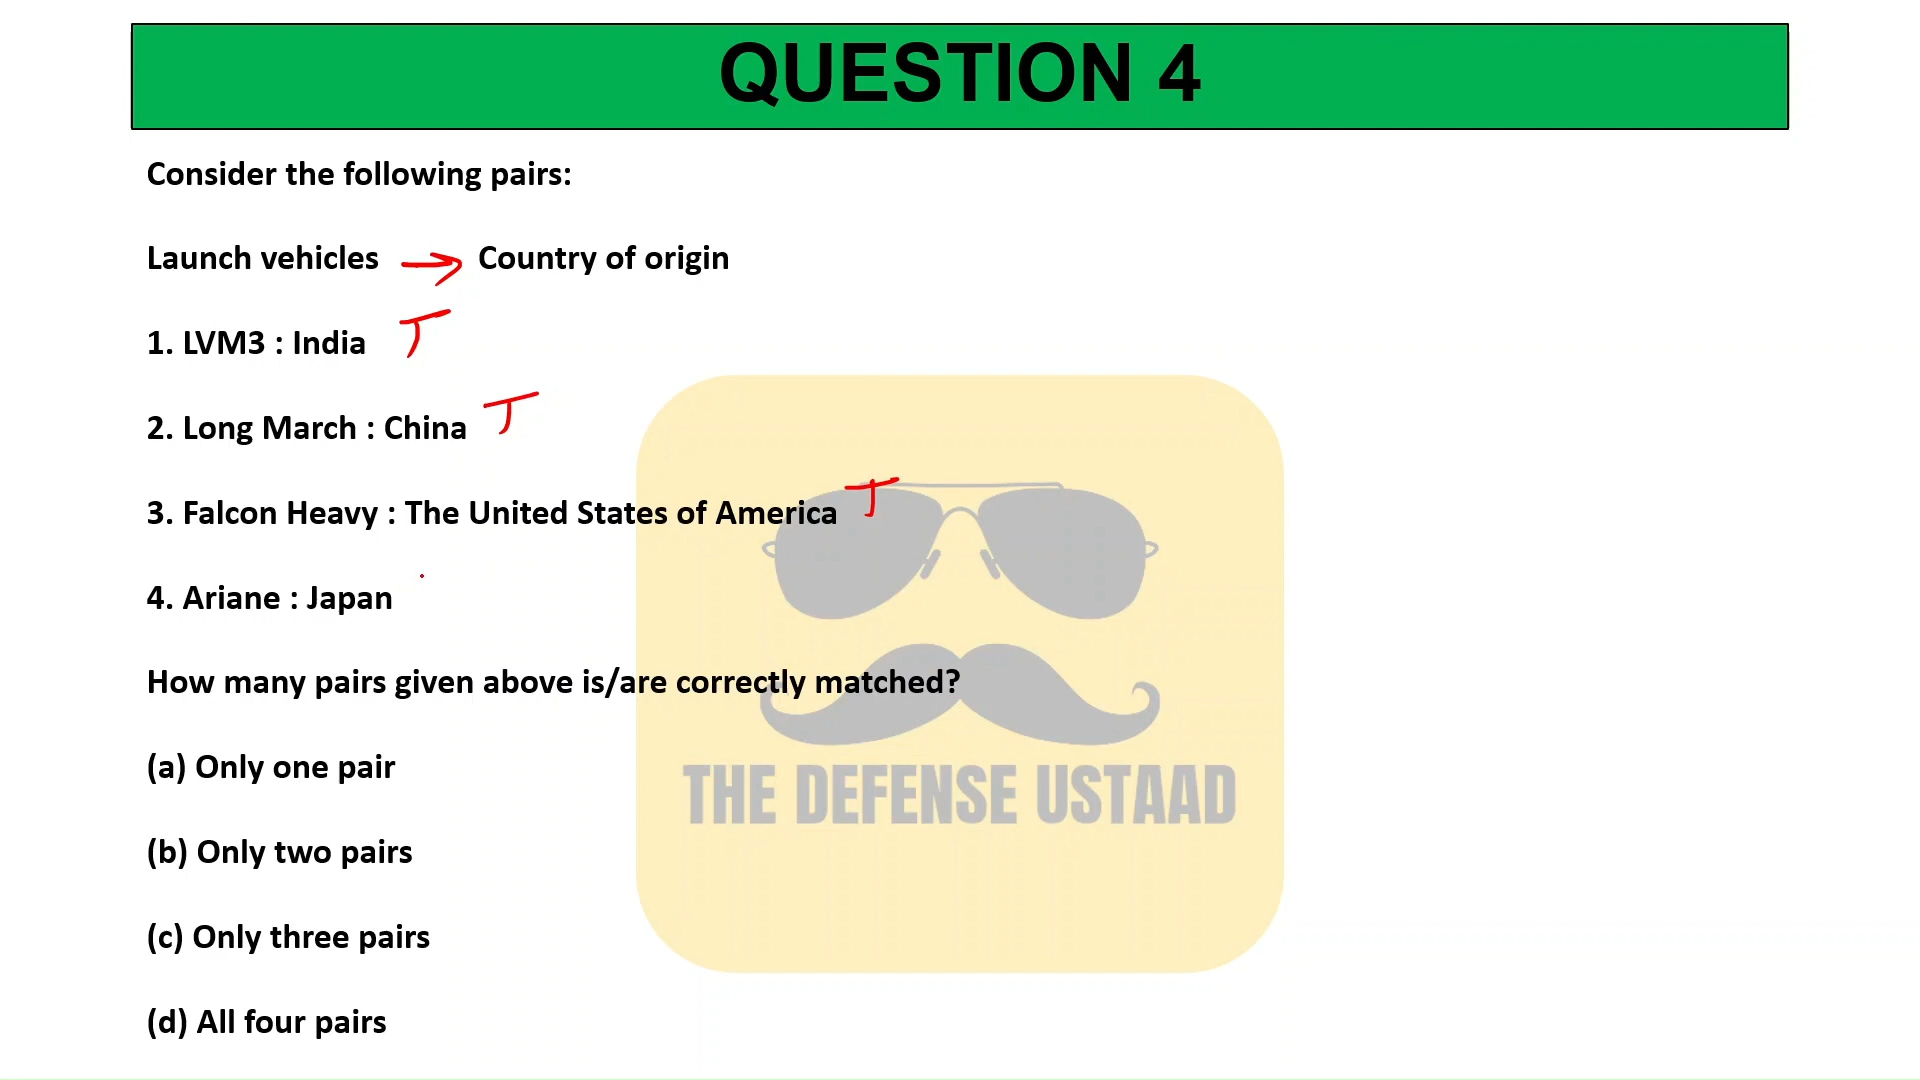 QUESTION 4
Consider the following pairs:
Launch vehicles → Country of origin
1. LVM3 : India T
2. Long March : China T
3. Falcon Heavy : The United States of America T
4. Ariane : Japan
How many pairs given above is/are correctly matched?
(a) Only one pair
THE DEFENSE USTAAD
(b) Only two pairs
(c) Only three pairs
(d) All four pairs